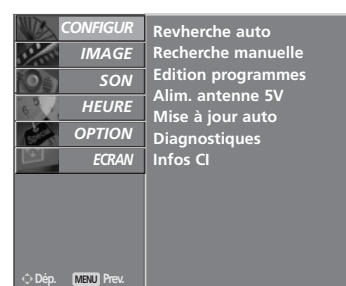 CONFIGUR
IMAGE
SON
HEURE
OPTION
ECRAN
Revherche auto
Recherche manuelle
Edition programmes
Alim. antenne 5V
Mise à jour auto
Diagnostiques
Infos CI
Dép. MENU Prev.